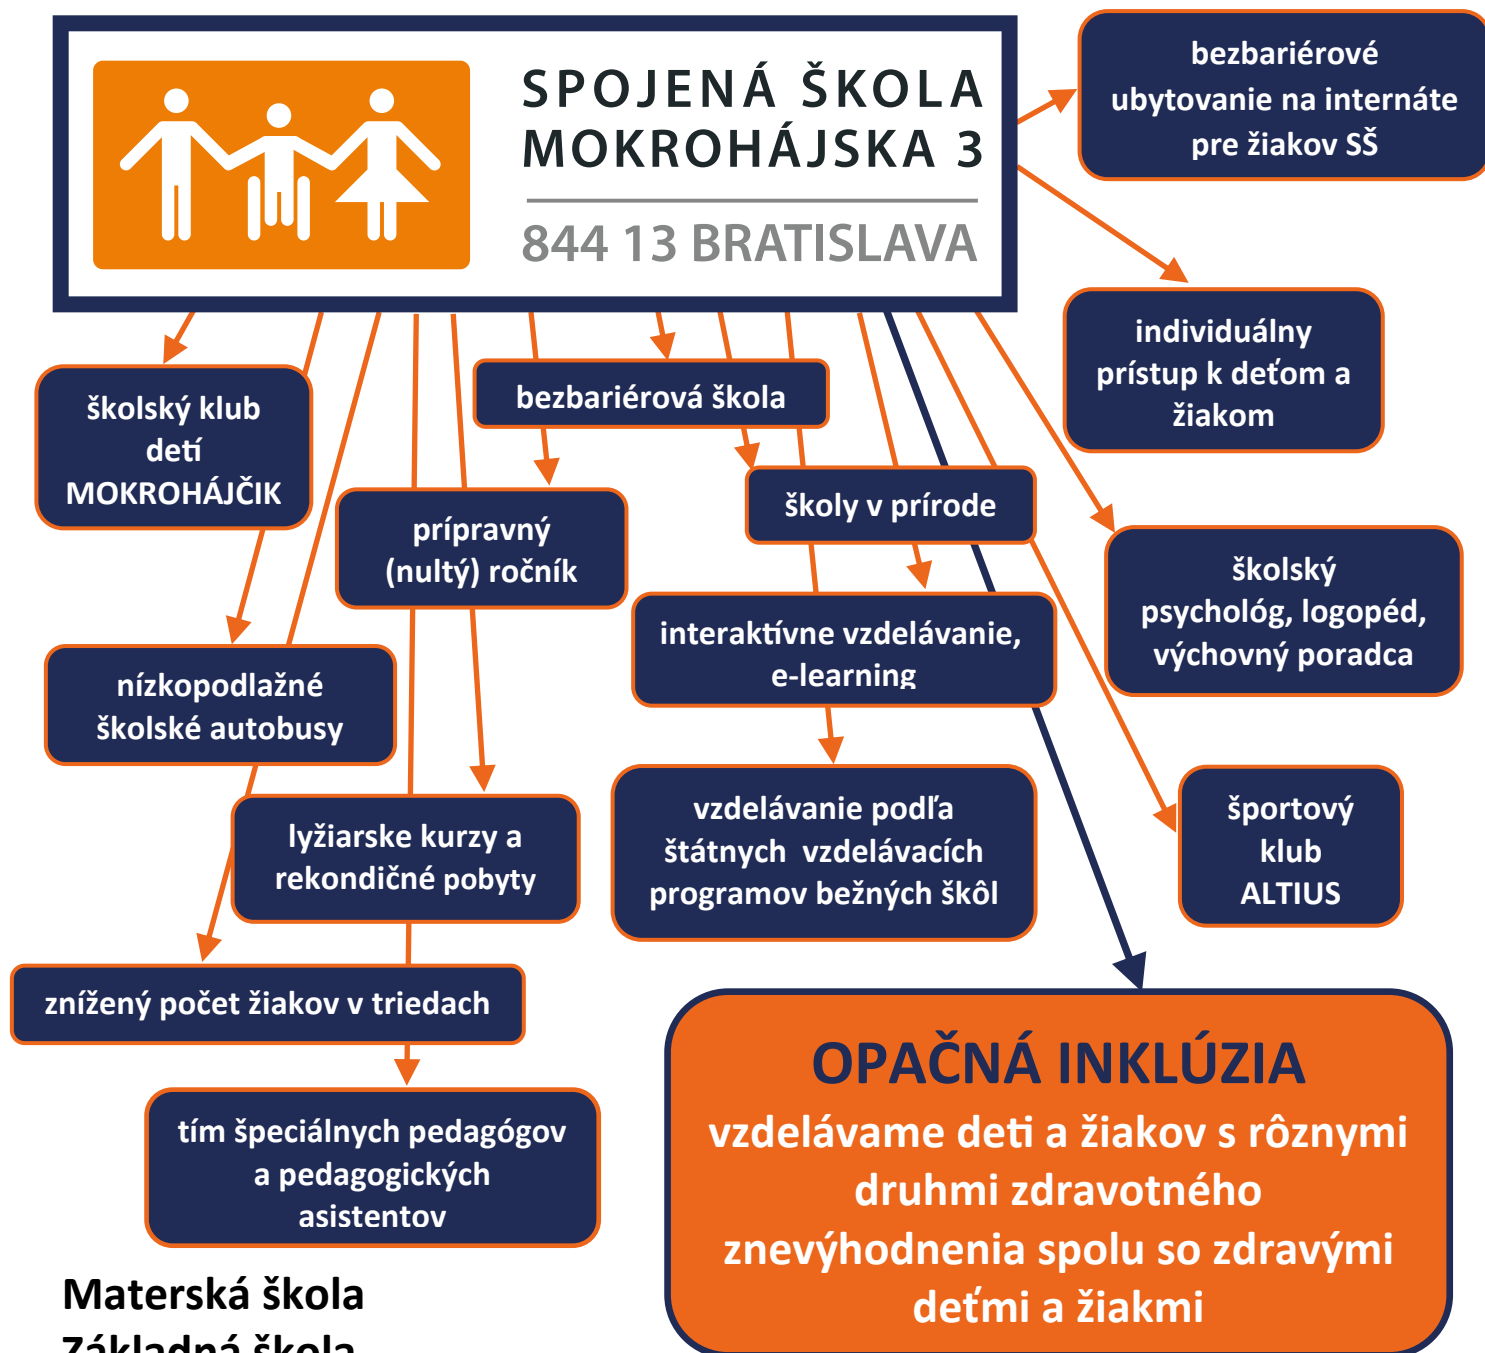 SPOJENÁ ŠKOLA
MOKROHÁJSKA 3
844 13 BRATISLAVA
bezbariérové
ubytovanie na internáte
pre žiakov SŠ
individuálny
prístup k deťom a
žiakom
školský klub
detí
MOKROHÁJČIK
bezbariérová škola
prípravný
(nultý) ročník
školy v prírode
školský
psychológ, logopéd,
výchovný poradca
interaktívne vzdelávanie,
e-learning
nízkopodlažné
školské autobusy
lyžiarske kurzy a
rekondičné pobyty
vzdelávanie podľa
štátnych  vzdelávacích
programov bežných škôl
športový
klub
ALTIUS
znížený počet žiakov v triedach
tím špeciálnych pedagógov
a pedagogických
asistentov
OPAČNÁ INKLÚZIA
vzdelávame deti a žiakov s rôznymi
druhmi zdravotného
znevýhodnenia spolu so zdravými
deťmi a žiakmi
Materská škola
Základná škola